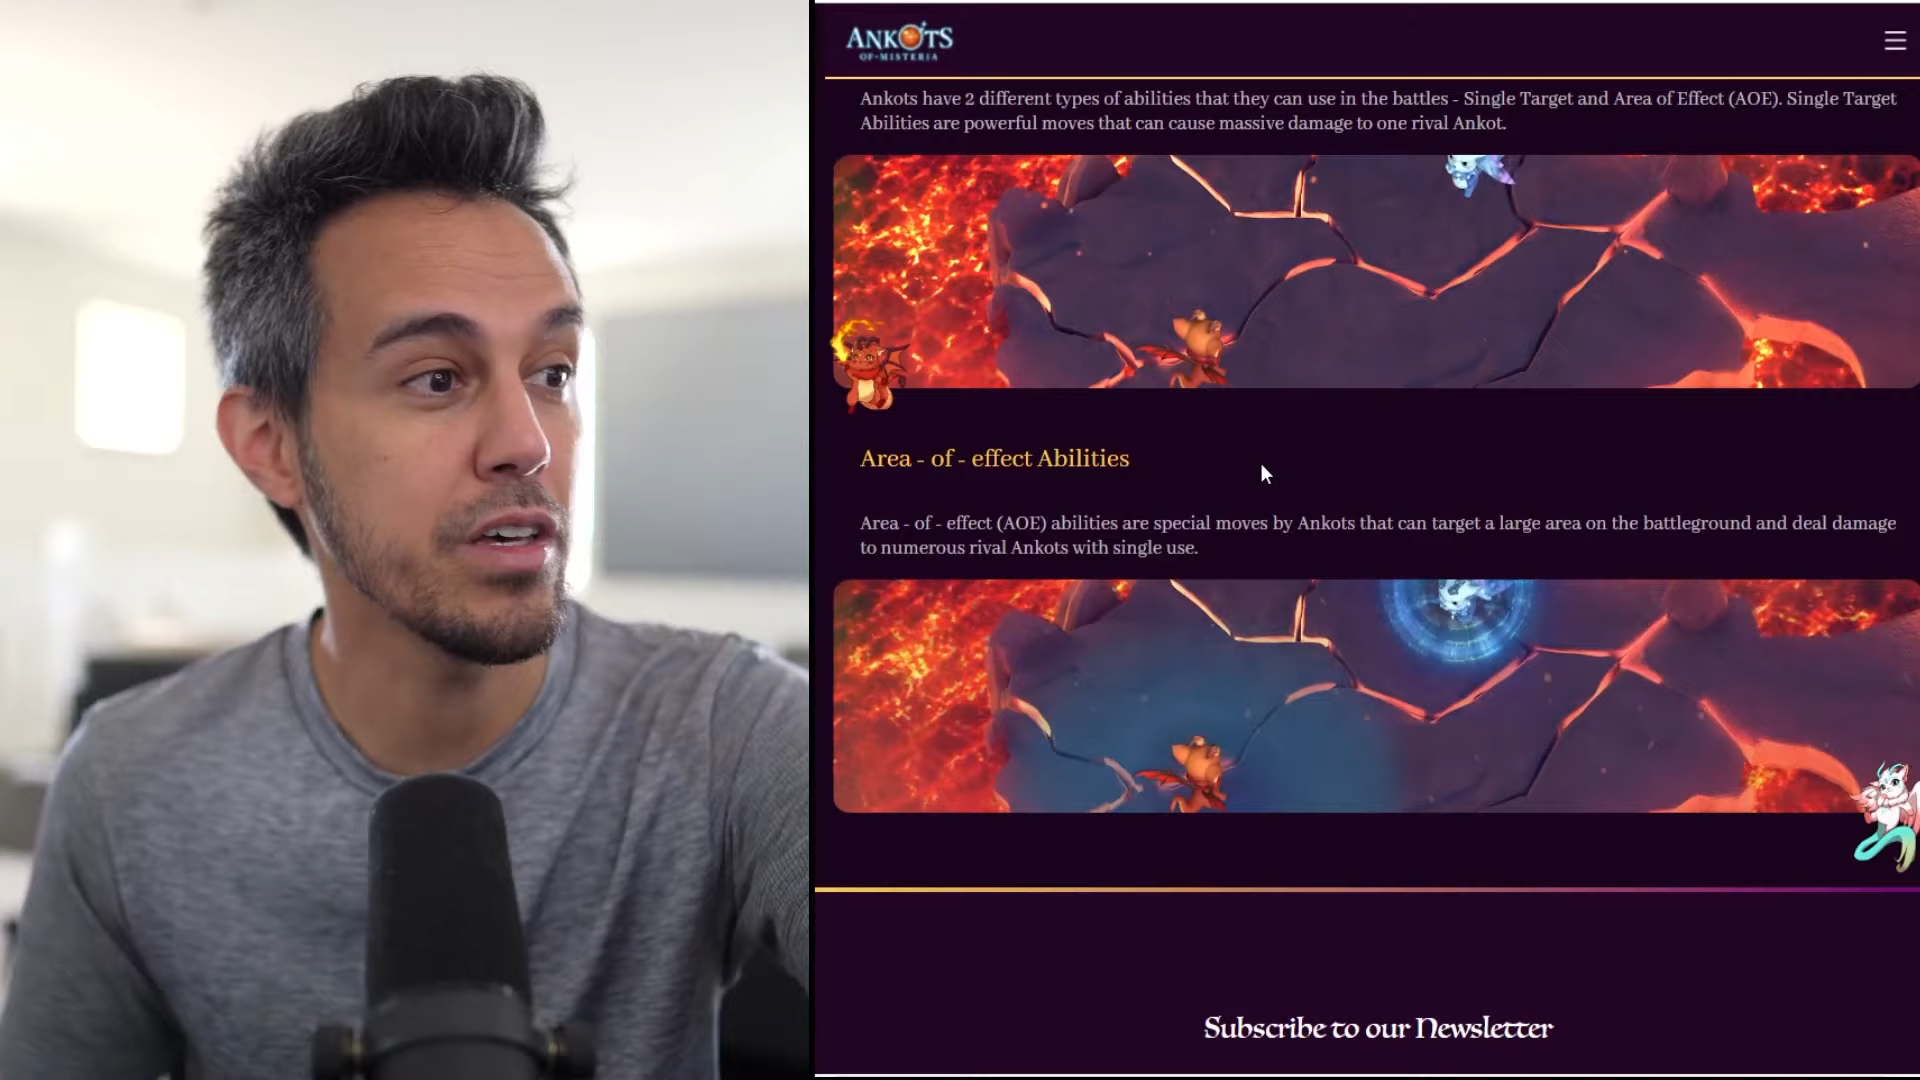 ANKOTS
OF-MISTERIA
Ankots have 2 different types of abilities that they can use in the battles - Single Target and Area of Effect (AOE). Single Target
Abilities are powerful moves that can cause massive damage to one rival Ankot.
Area - of - effect Abilities
Area - of - effect (AOE) abilities are special moves by Ankots that can target a large area on the battleground and deal damage
to numerous rival Ankots with single use.
Subscribe to our Newsletter